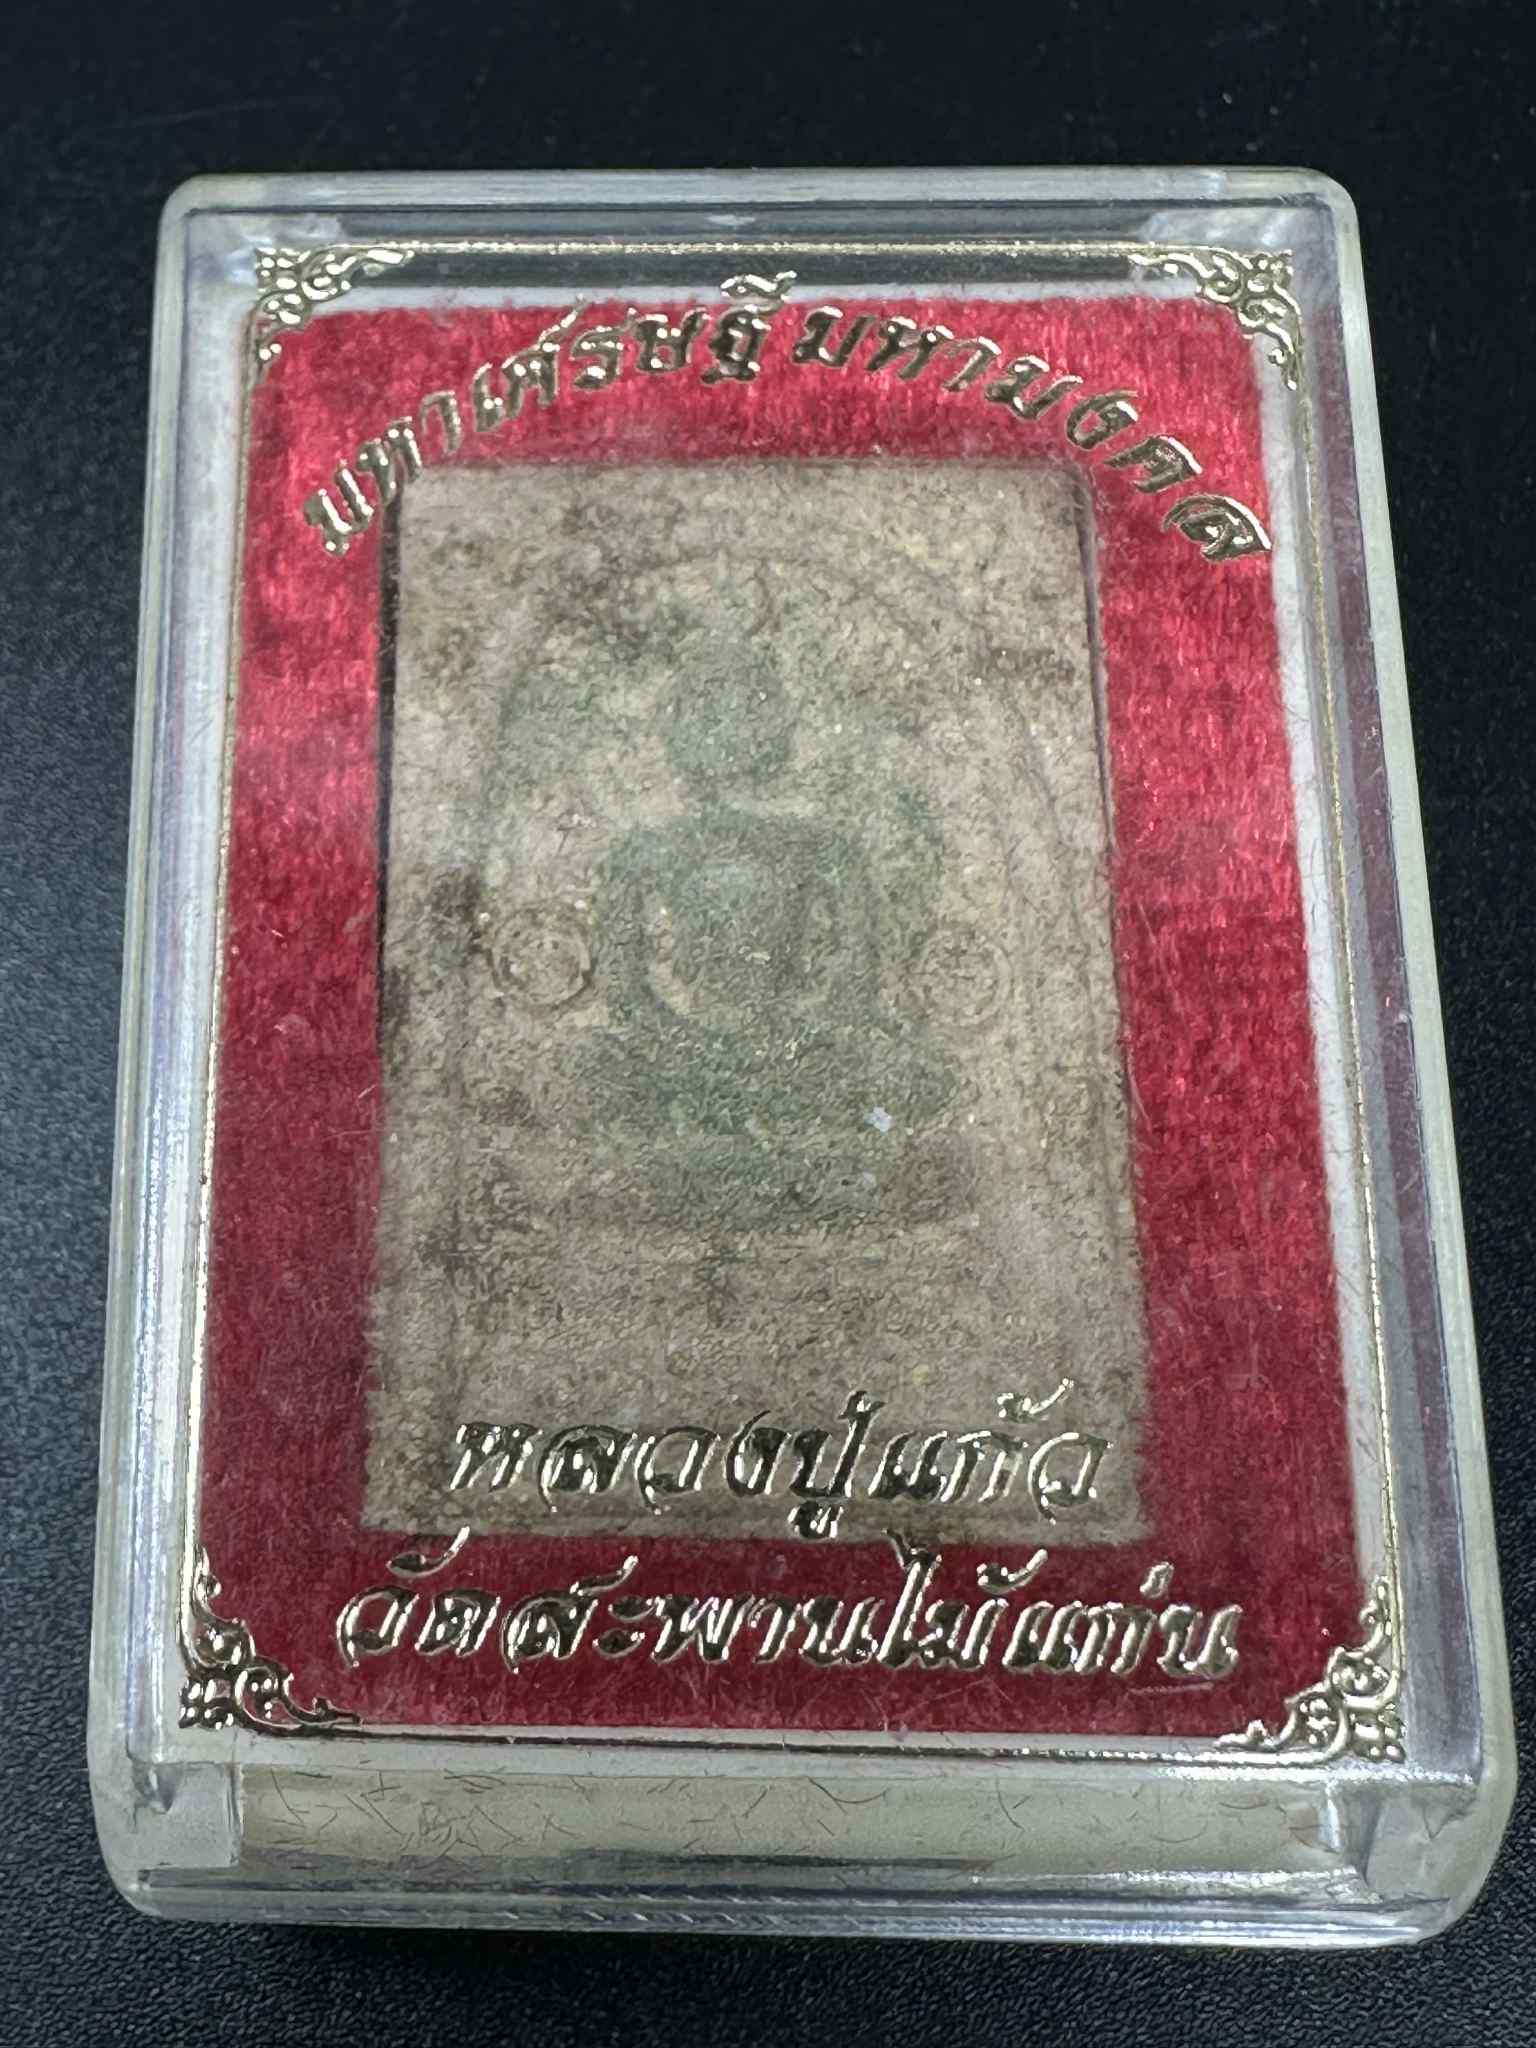 มหาเศรษฐี มหามงคล
หลวงปู่แก้ว
วัดสะพานไม้แก่น